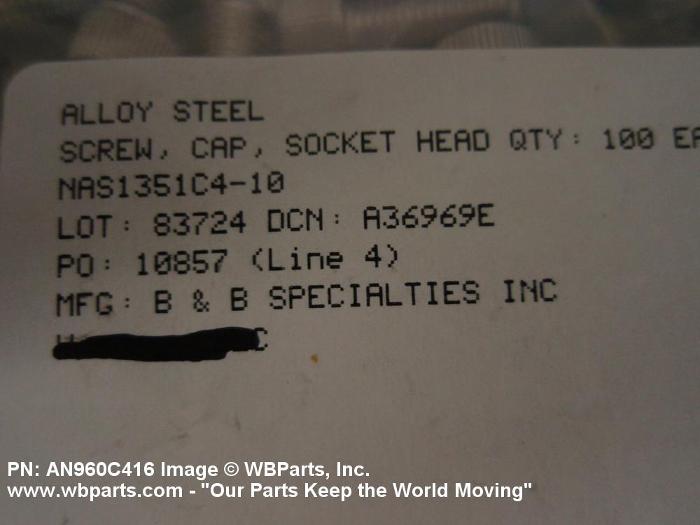 ALLOY STEEL
SCREW, CAP, SOCKET HEAD QTY: 100 EA
NAS1351C4-10
LOT: 83724 DCN: A36969E
PO: 10857 (Line 4)
MFG: B & B SPECIALTIES INC
PN: AN960C416 Image © WBParts, Inc.
www.wbparts.com - "Our Parts Keep the World Moving"